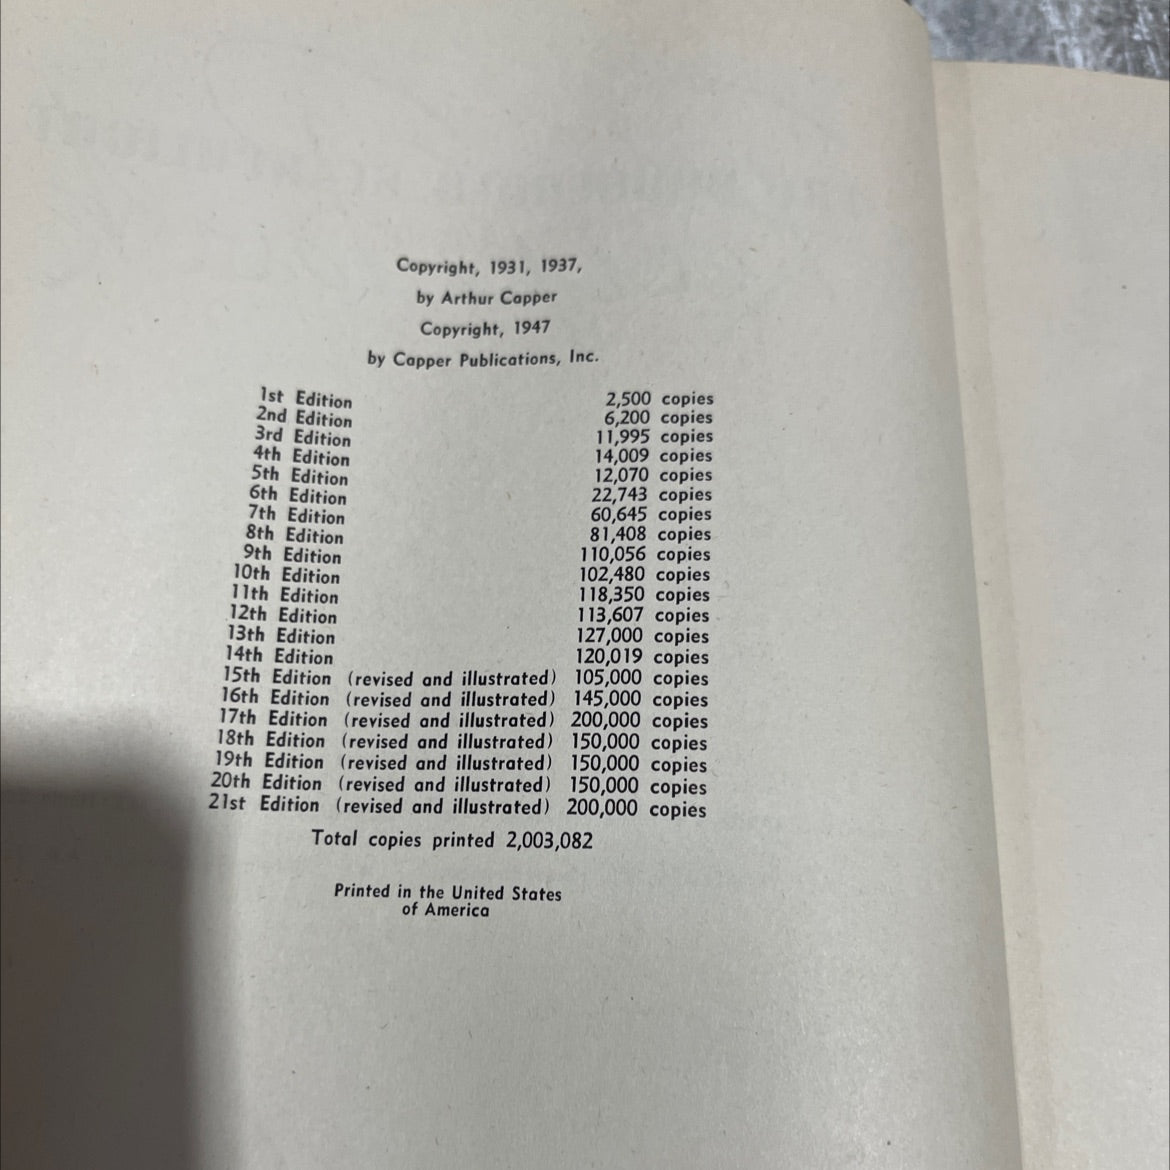 Copyright, 1931, 1937,
by Arthur Capper
Copyright, 1947
by Capper Publications, Inc.
1st Edition 2,500 copies
2nd Edition 6,200 copies
3rd Edition 11,995 copies
4th Edition 14,009 copies
5th Edition 12,070 copies
6th Edition 22,743 copies
7th Edition 60,645 copies
8th Edition 81,408 copies
9th Edition 110,056 copies
10th Edition 102,480 copies
11th Edition 118,350 copies
12th Edition 113,607 copies
13th Edition 127,000 copies
14th Edition 120,019 copies
15th Edition (revised and illustrated) 105,000 copies
16th Edition (revised and illustrated) 145,000 copies
17th Edition (revised and illustrated) 200,000 copies
18th Edition (revised and illustrated) 150,000 copies
19th Edition (revised and illustrated) 150,000 copies
20th Edition (revised and illustrated) 150,000 copies
21st Edition (revised and illustrated) 200,000 copies
Total copies printed 2,003,082
Printed in the United States
of America